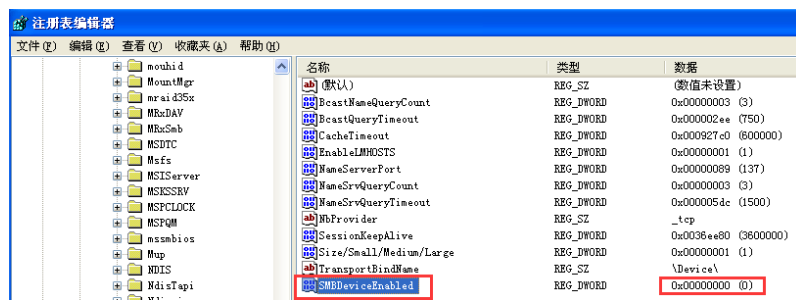 注册表编辑器
文件(F) 编辑(E) 查看(V) 收藏夹(A) 帮助(H)
mouhid
MountMgr
mraid35x
MRxDAV
MRxSmb
MSDTC
Msfs
MSIServer
MSKSSRV
MSPCLOCK
MSPQM
mssmbios
Mup
NDIS
NdisTapi
名称 类型 数据
(默认) REG_SZ (数值未设置)
BcastNameQueryCount REG_DWORD 0x00000003 (3)
BcastQueryTimeout REG_DWORD 0x000002ee (750)
CacheTimeout REG_DWORD 0x000927c0 (600000)
EnableLMHOSTS REG_DWORD 0x00000001 (1)
NameServerPort REG_DWORD 0x00000089 (137)
NameSrvQueryCount REG_DWORD 0x00000003 (3)
NameSrvQueryTimeout REG_DWORD 0x000005dc (1500)
NbProvider REG_SZ _tcp
SessionKeepAlive REG_DWORD 0x0036ee80 (3600000)
Size/Small/Medium/Large REG_DWORD 0x00000001 (1)
TransportBindName REG_SZ \Device\
SMBDeviceEnabled REG_DWORD 0x00000000 (0)